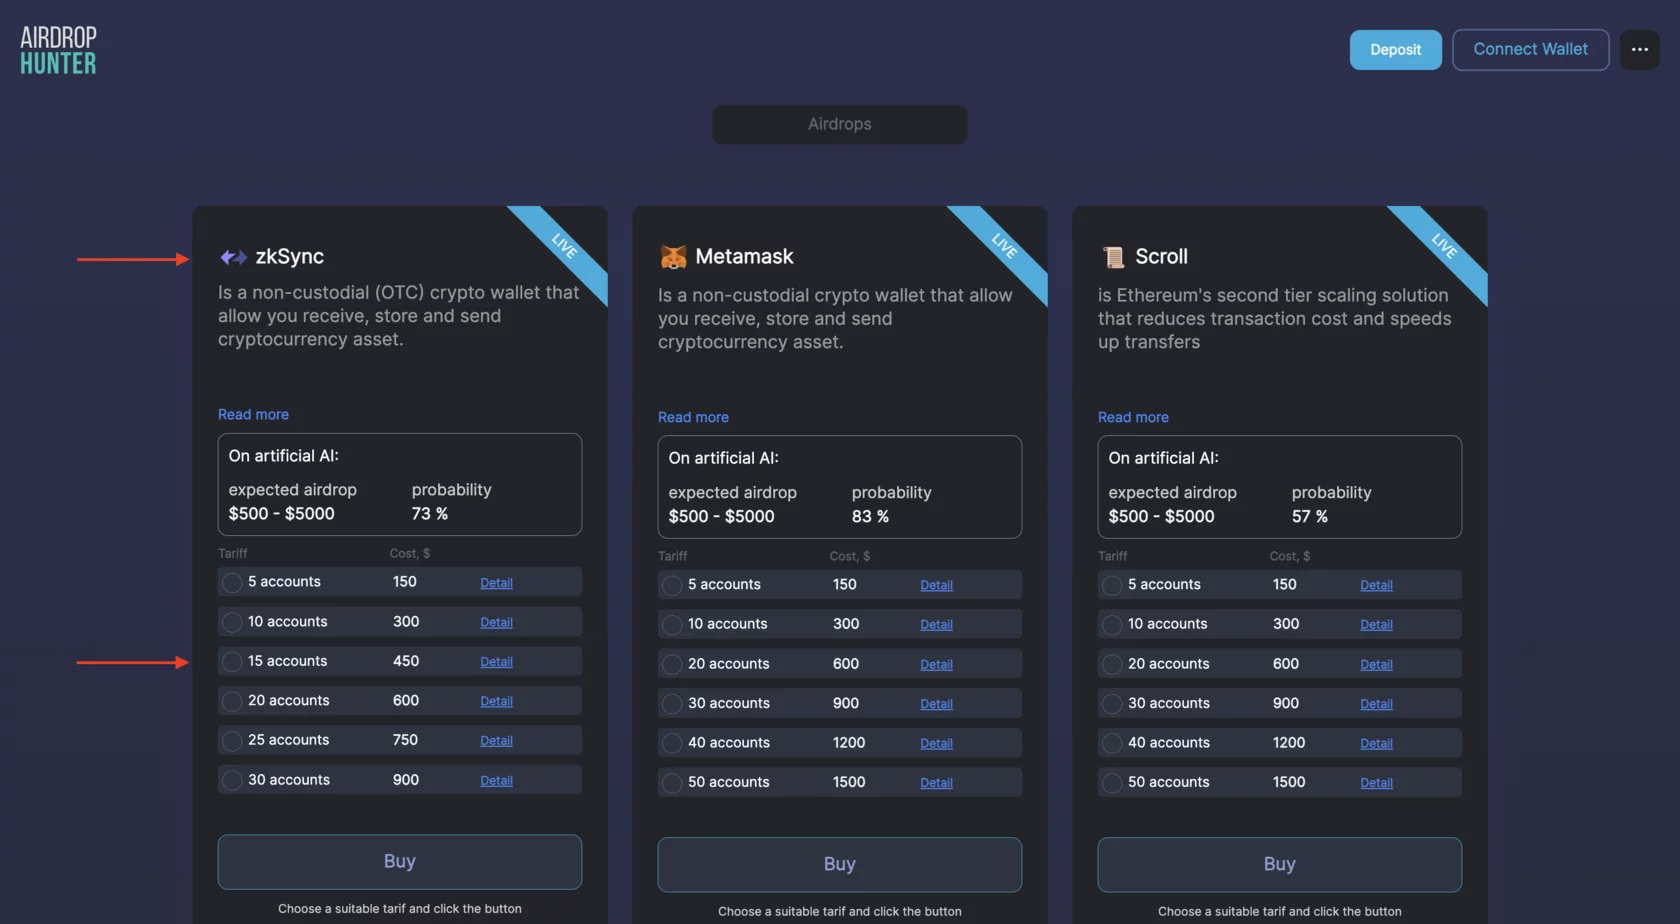 AIRDROP
HUNTER
Deposit
Connect Wallet
Airdrops
LIVE
zkSync
Is a non-custodial (OTC) crypto wallet that
allow you receive, store and send
cryptocurrency asset.
Read more
On artificial AI:
expected airdrop probability
$500 - $5000 73 %
Tariff Cost, $
5 accounts 150 Detail
10 accounts 300 Detail
15 accounts 450 Detail
20 accounts 600 Detail
25 accounts 750 Detail
30 accounts 900 Detail
Buy
Choose a suitable tarif and click the button
LIVE
Metamask
Is a non-custodial crypto wallet that allow
you receive, store and send
cryptocurrency asset.
Read more
On artificial AI:
expected airdrop probability
$500 - $5000 83 %
Tariff Cost, $
5 accounts 150 Detail
10 accounts 300 Detail
20 accounts 600 Detail
30 accounts 900 Detail
40 accounts 1200 Detail
50 accounts 1500 Detail
Buy
Choose a suitable tarif and click the button
LIVE
Scroll
is Ethereum's second tier scaling solution
that reduces transaction cost and speeds
up transfers
Read more
On artificial AI:
expected airdrop probability
$500 - $5000 57 %
Tariff Cost, $
5 accounts 150 Detail
10 accounts 300 Detail
20 accounts 600 Detail
30 accounts 900 Detail
40 accounts 1200 Detail
50 accounts 1500 Detail
Buy
Choose a suitable tarif and click the button